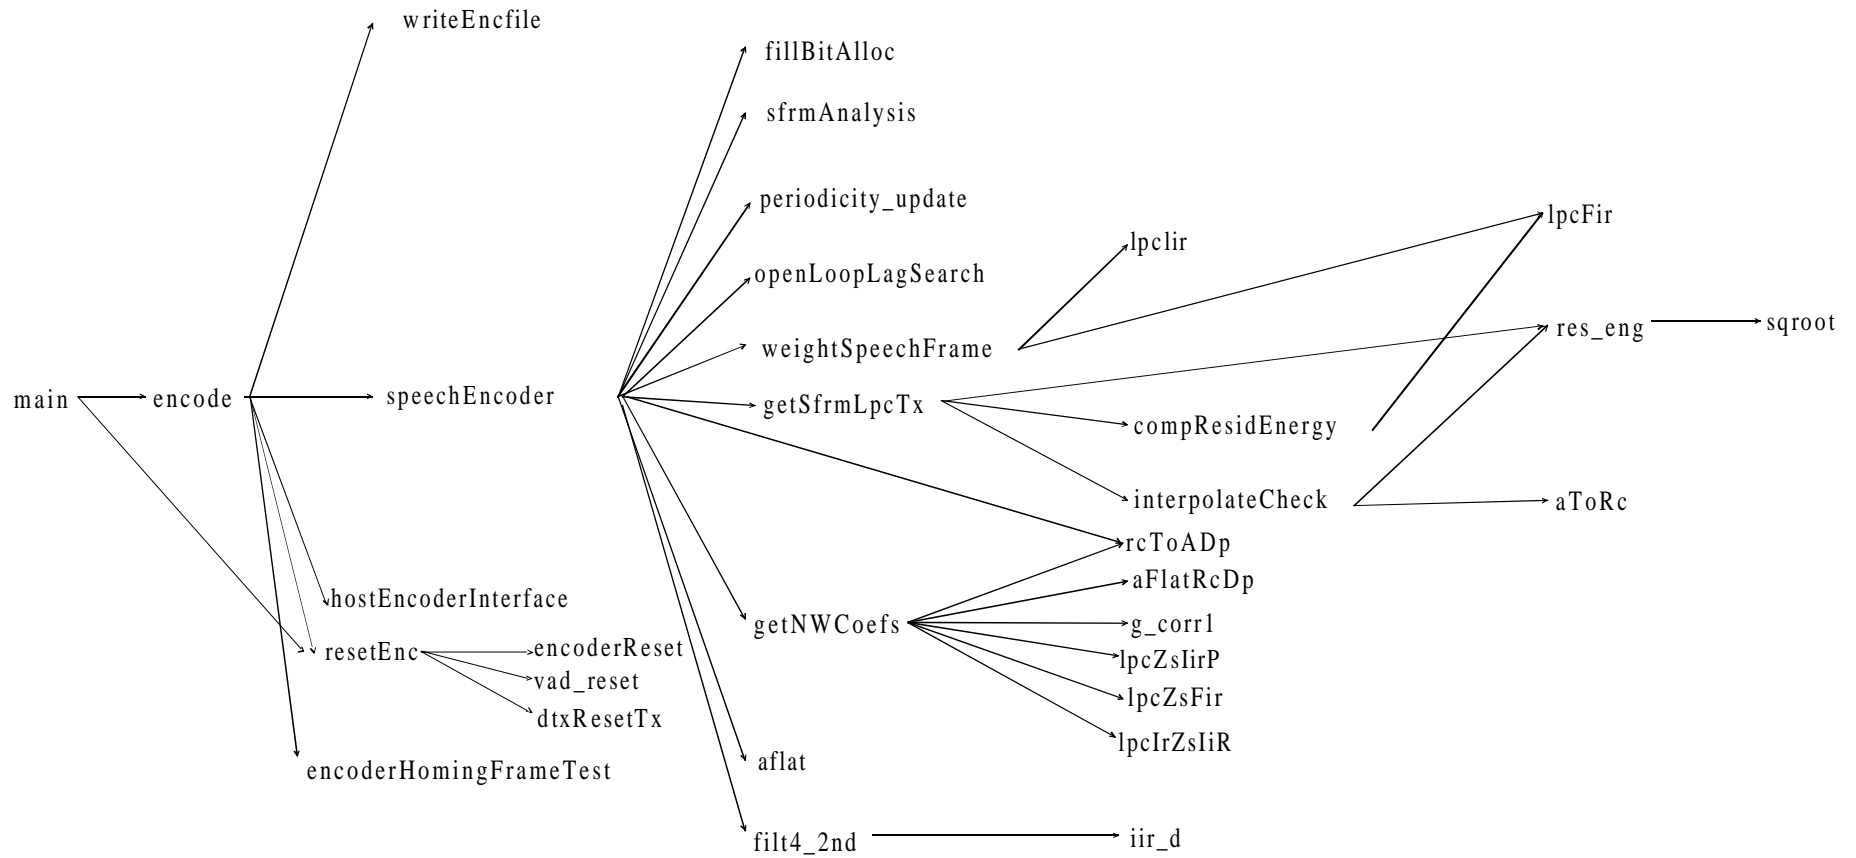 writeEncfile
fillBitAlloc
sfrmAnalysis
periodicity_update
lpcFir
lpclir
openLoopLagSearch
res_eng
sqroot
weightSpeechFrame
main
encode
speechEncoder
getSfrmLpcTx
compResidEnergy
interpolateCheck
aToRc
rcToADp
aFlatRcDp
hostEncoderInterface
getNWCoefs
g_corr1
resetEnc
encoderReset
lpcZsIirP
vad_reset
lpcZsFir
dtxResetTx
lpcIrZsIiR
aflat
encoderHomingFrameTest
filt4_2nd
iir_d